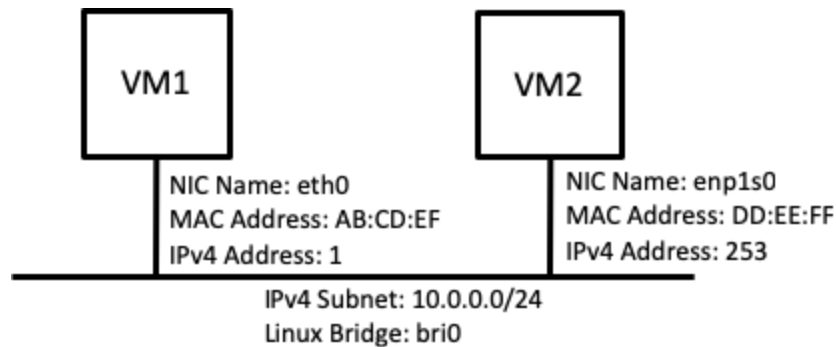 VM1
NIC Name: eth0
MAC Address: AB:CD:EF
IPv4 Address: 1
VM2
NIC Name: enp1s0
MAC Address: DD:EE:FF
IPv4 Address: 253
IPv4 Subnet: 10.0.0.0/24
Linux Bridge: bri0